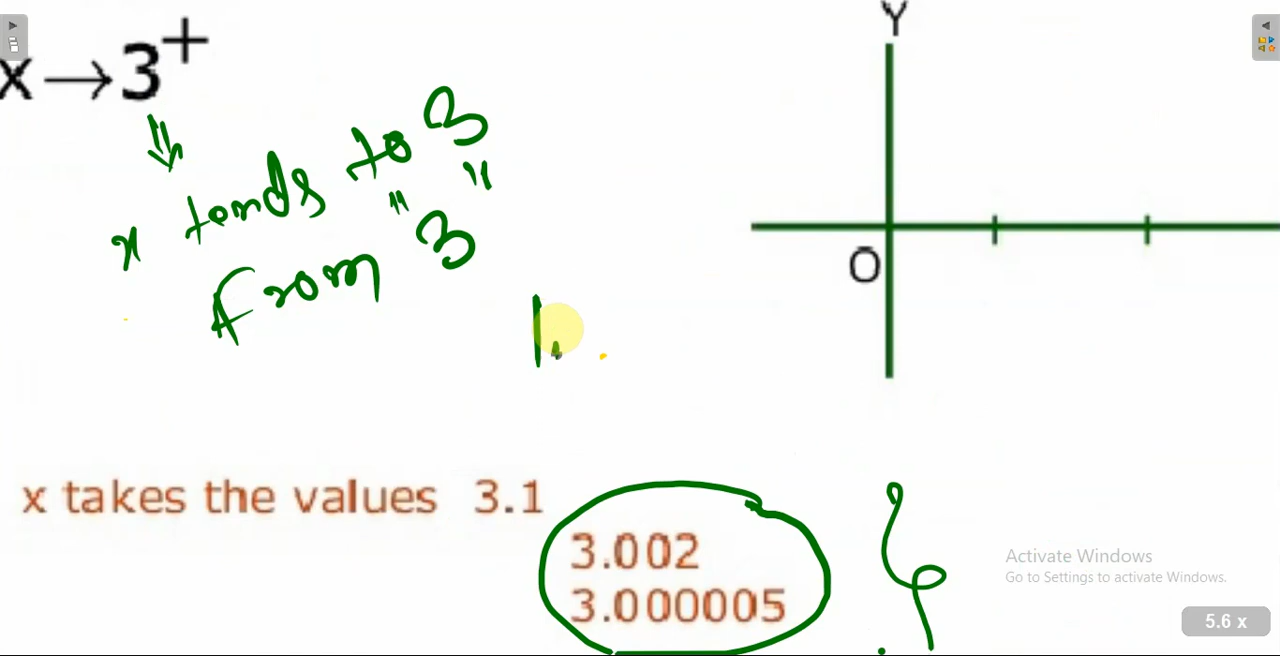 x→3⁺
x tends to 3
from "3"
Y
O
x takes the values 3.1
3.002
3.000005
Activate Windows
Go to Settings to activate Windows.
5.6 x